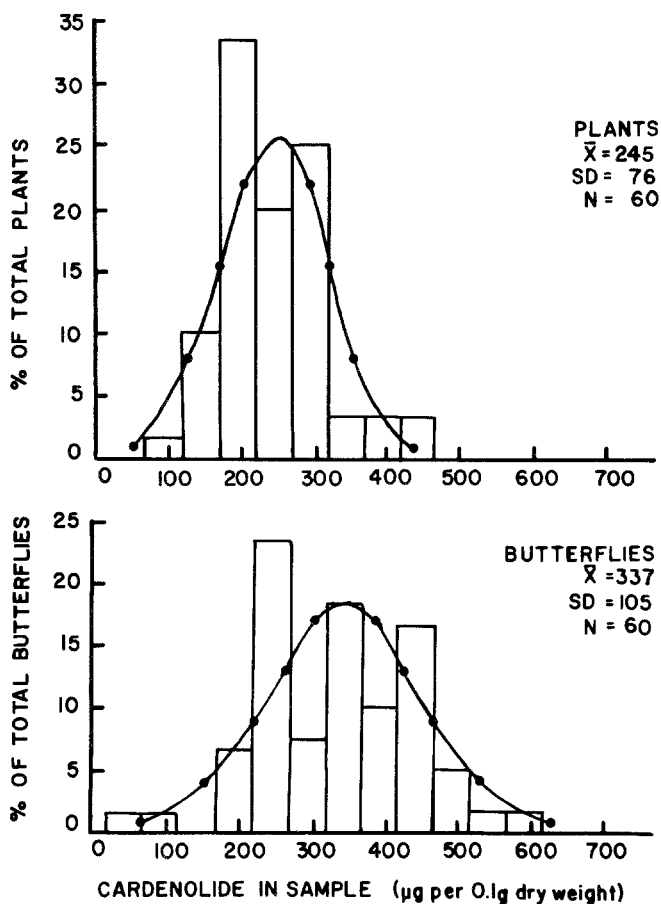 35
30
25
20
15
10
5
0
% OF TOTAL PLANTS
PLANTS
X̄ = 245
SD = 76
N = 60
0 100 200 300 400 500 600 700
25
20
15
10
5
0
% OF TOTAL BUTTERFLIES
BUTTERFLIES
X̄ = 337
SD = 105
N = 60
0 100 200 300 400 500 600 700
CARDENOLIDE IN SAMPLE (μg per 0.1g dry weight)